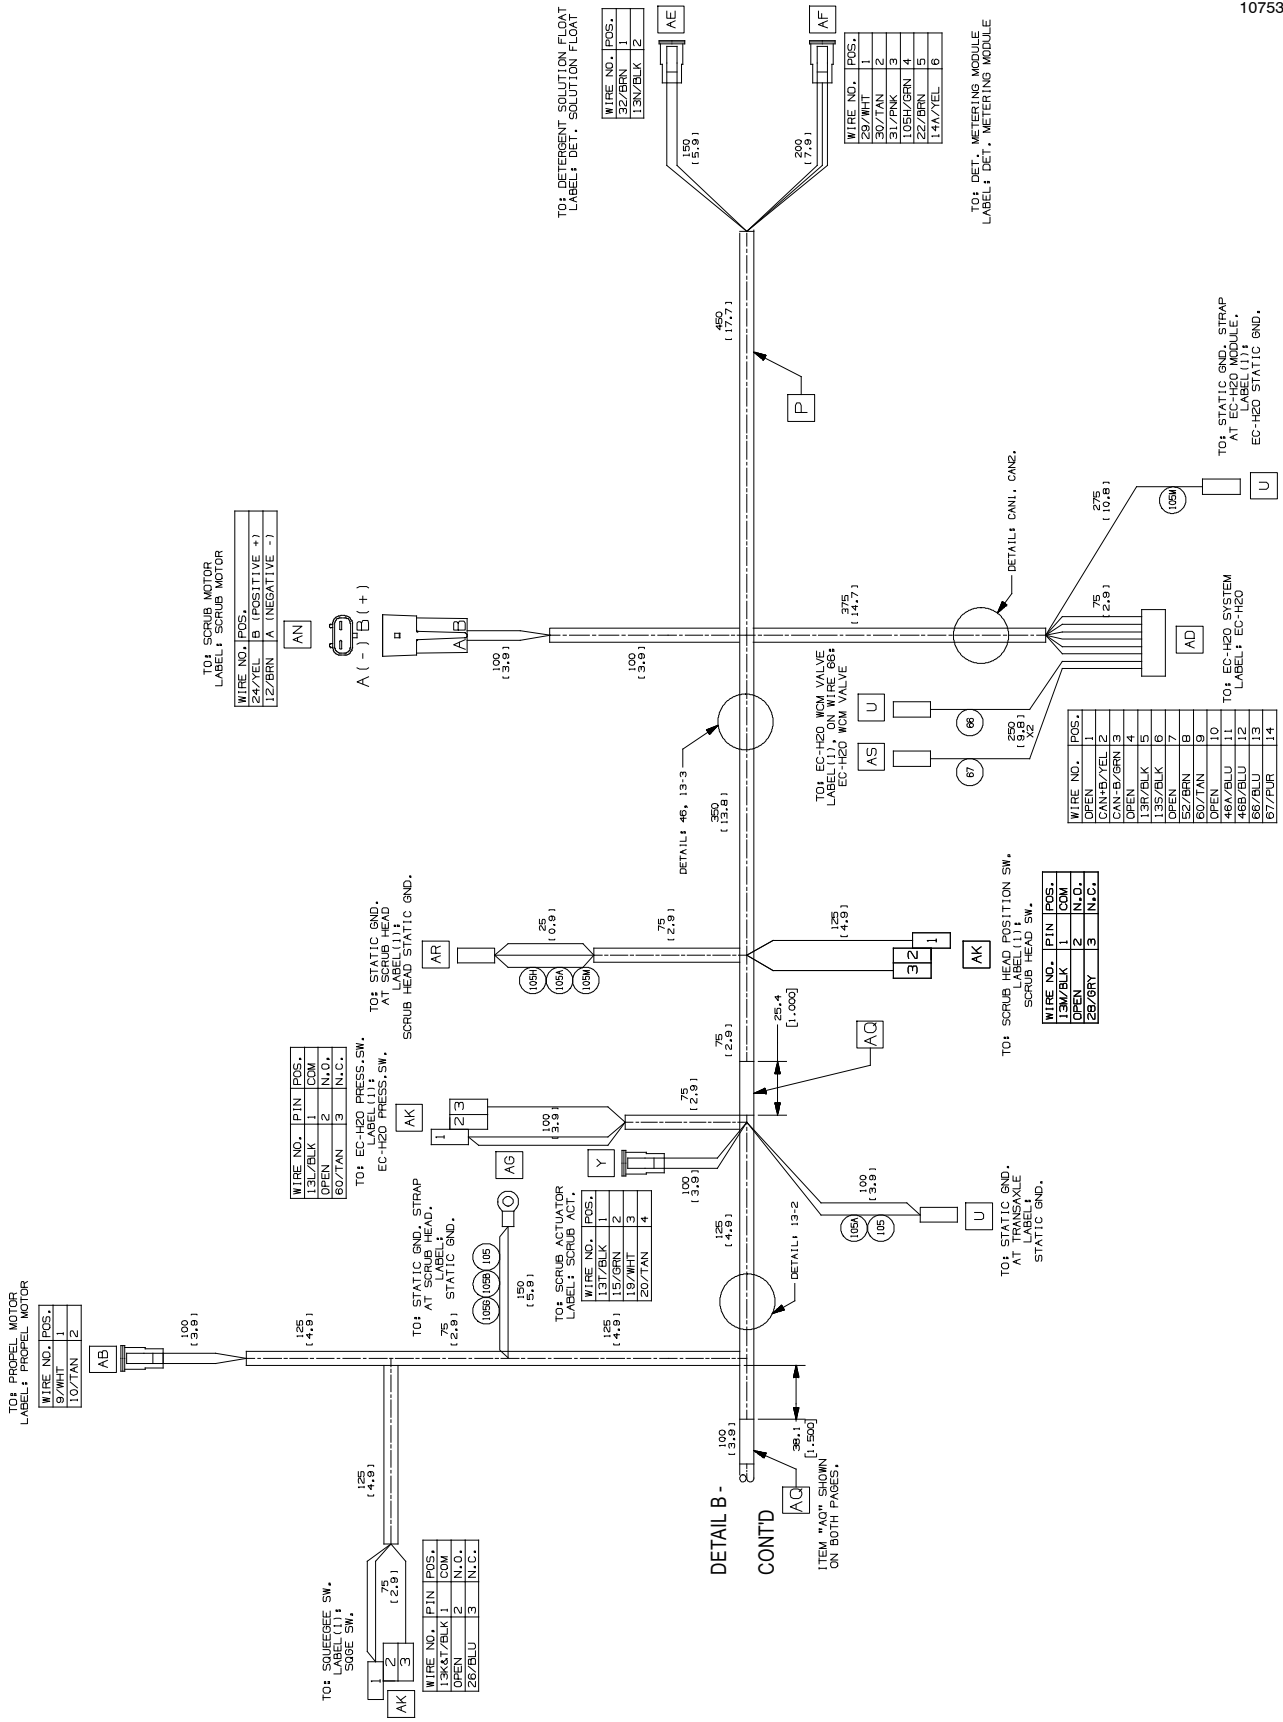 10753
TO: PROPEL MOTOR
LABEL: PROPEL MOTOR
WIRE NO. POS.
9/WHT 1
10/TAN 2
AB
100
[3.9]
125
[4.9]
125
[4.9]
TO: SQUEEGEE SW.
LABEL(1):
SQGE SW.
1
2
3
AK
75
[2.9]
WIRE NO. PIN POS.
13K&T/BLK 1 COM
OPEN 2 N.O.
26/BLU 3 N.C.
TO: STATIC GND. STRAP
AT SCRUB HEAD.
LABEL:
STATIC GND.
75
[2.9]
AG
105G
105B
105
150
[5.9]
125
[4.9]
WIRE NO. PIN POS.
13L/BLK 1 COM
OPEN 2 N.O.
60/TAN 3 N.C.
TO: EC-H2O PRESS.SW.
LABEL(1):
EC-H2O PRESS.SW.
AK
1
2
3
100
[3.9]
75
[2.9]
TO: SCRUB ACTUATOR
LABEL: SCRUB ACT.
WIRE NO. POS.
13T/BLK 1
15/GRN 2
19/WHT 3
20/TAN 4
Y
100
[3.9]
125
[4.9]
DETAIL: 13-2
100
[3.9]
38.1
[1.500]
DETAIL B -
CONT'D
AQ
ITEM "AQ" SHOWN
ON BOTH PAGES.
105A
105
100
[3.9]
U
TO: STATIC GND.
AT TRANSAXLE
LABEL:
STATIC GND.
75
[2.9]
25.4
[1.000]
AQ
TO: STATIC GND.
AT SCRUB HEAD
LABEL(1):
SCRUB HEAD STATIC GND.
AR
25
[0.9]
105H
105A
105M
75
[2.9]
125
[4.9]
3
2
1
AK
TO: SCRUB HEAD POSITION SW.
LABEL(1):
SCRUB HEAD SW.
WIRE NO. PIN POS.
13M/BLK 1 COM
OPEN 2 N.O.
28/GRY 3 N.C.
350
[13.8]
DETAIL: 46, 13-3
TO: SCRUB MOTOR
LABEL: SCRUB MOTOR
WIRE NO. POS.
24/YEL B (POSITIVE +)
12/BRN A (NEGATIVE -)
AN
A(-) B(+)
A B
100
[3.9]
100
[3.9]
375
[14.7]
DETAIL: CAN1. CAN2.
TO: EC-H2O WCM VALVE
LABEL(1), ON WIRE 66:
EC-H2O WCM VALVE
AS
U
67
66
250
[9.8]
X2
75
[2.9]
AD
TO: EC-H2O SYSTEM
LABEL: EC-H2O
WIRE NO. POS.
OPEN 1
CAN+B/YEL 2
CAN-B/GRN 3
OPEN 4
13R/BLK 5
13S/BLK 6
OPEN 7
52/BRN 8
60/TAN 9
OPEN 10
46A/BLU 11
46B/BLU 12
66/BLU 13
67/PUR 14
275
[10.8]
105M
U
TO: STATIC GND. STRAP
AT EC-H2O MODULE.
LABEL(1):
EC-H2O STATIC GND.
450
[17.7]
P
TO: DETERGENT SOLUTION FLOAT
LABEL: DET. SOLUTION FLOAT
WIRE NO. POS.
32/BRN 1
13N/BLK 2
AE
150
[5.9]
200
[7.9]
AF
WIRE NO. POS.
29/WHT 1
30/TAN 2
31/PNK 3
105H/GRN 4
22/BRN 5
14A/YEL 6
TO: DET. METERING MODULE
LABEL: DET. METERING MODULE